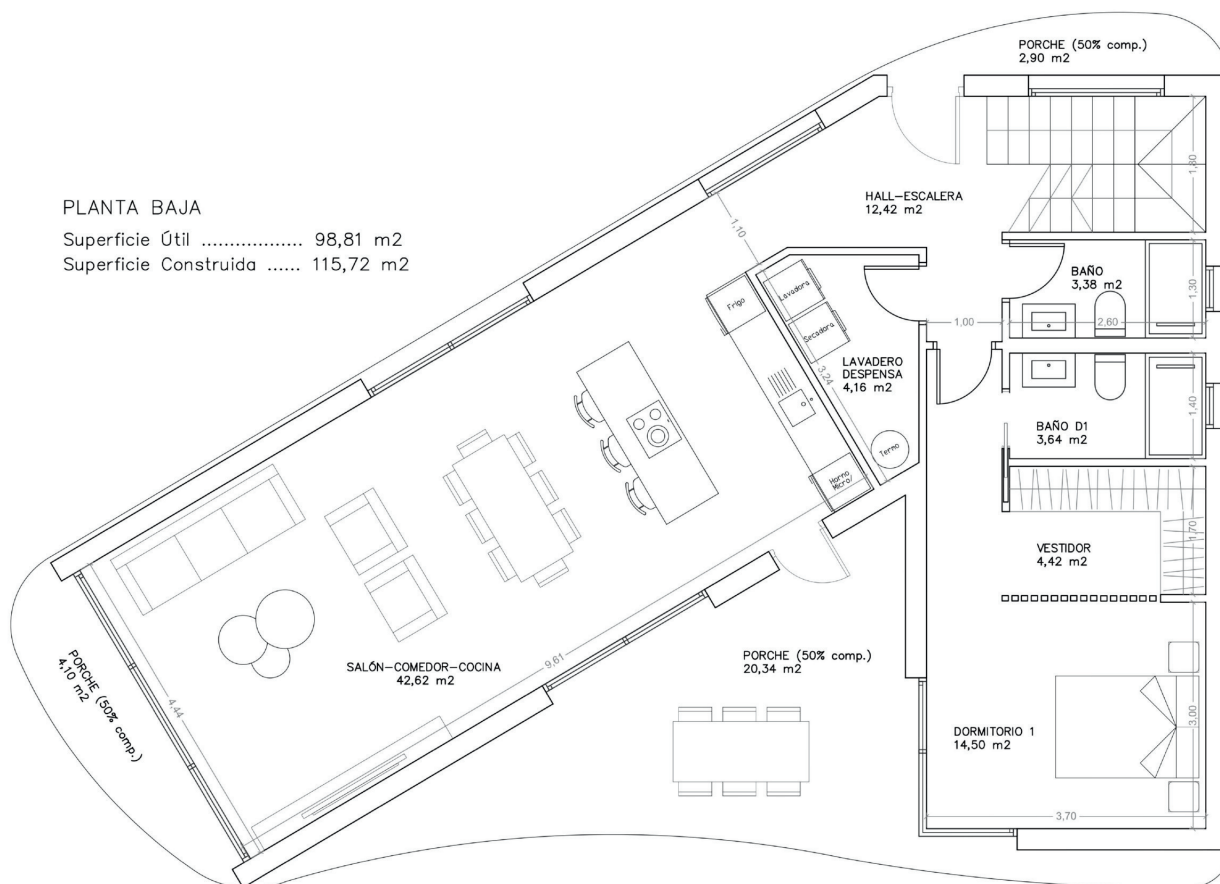 PORCHE (50% comp.)
2,90 m2
PLANTA BAJA
Superficie Útil .................. 98,81 m2
Superficie Construida ...... 115,72 m2
HALL-ESCALERA
12,42 m2
1,80
1,10
Frigo
Lavadora
Secadora
BAÑO
3,38 m2
1,30
1,00
2,60
LAVADERO
DESPENSA
4,16 m2
3,24
BAÑO D1
3,64 m2
1,40
Termo
Horno
Micro/
VESTIDOR
4,42 m2
1,70
PORCHE (50% comp.)
4,10 m2
SALÓN-COMEDOR-COCINA
42,62 m2
9,61
4,44
PORCHE (50% comp.)
20,34 m2
DORMITORIO 1
14,50 m2
3,00
3,70